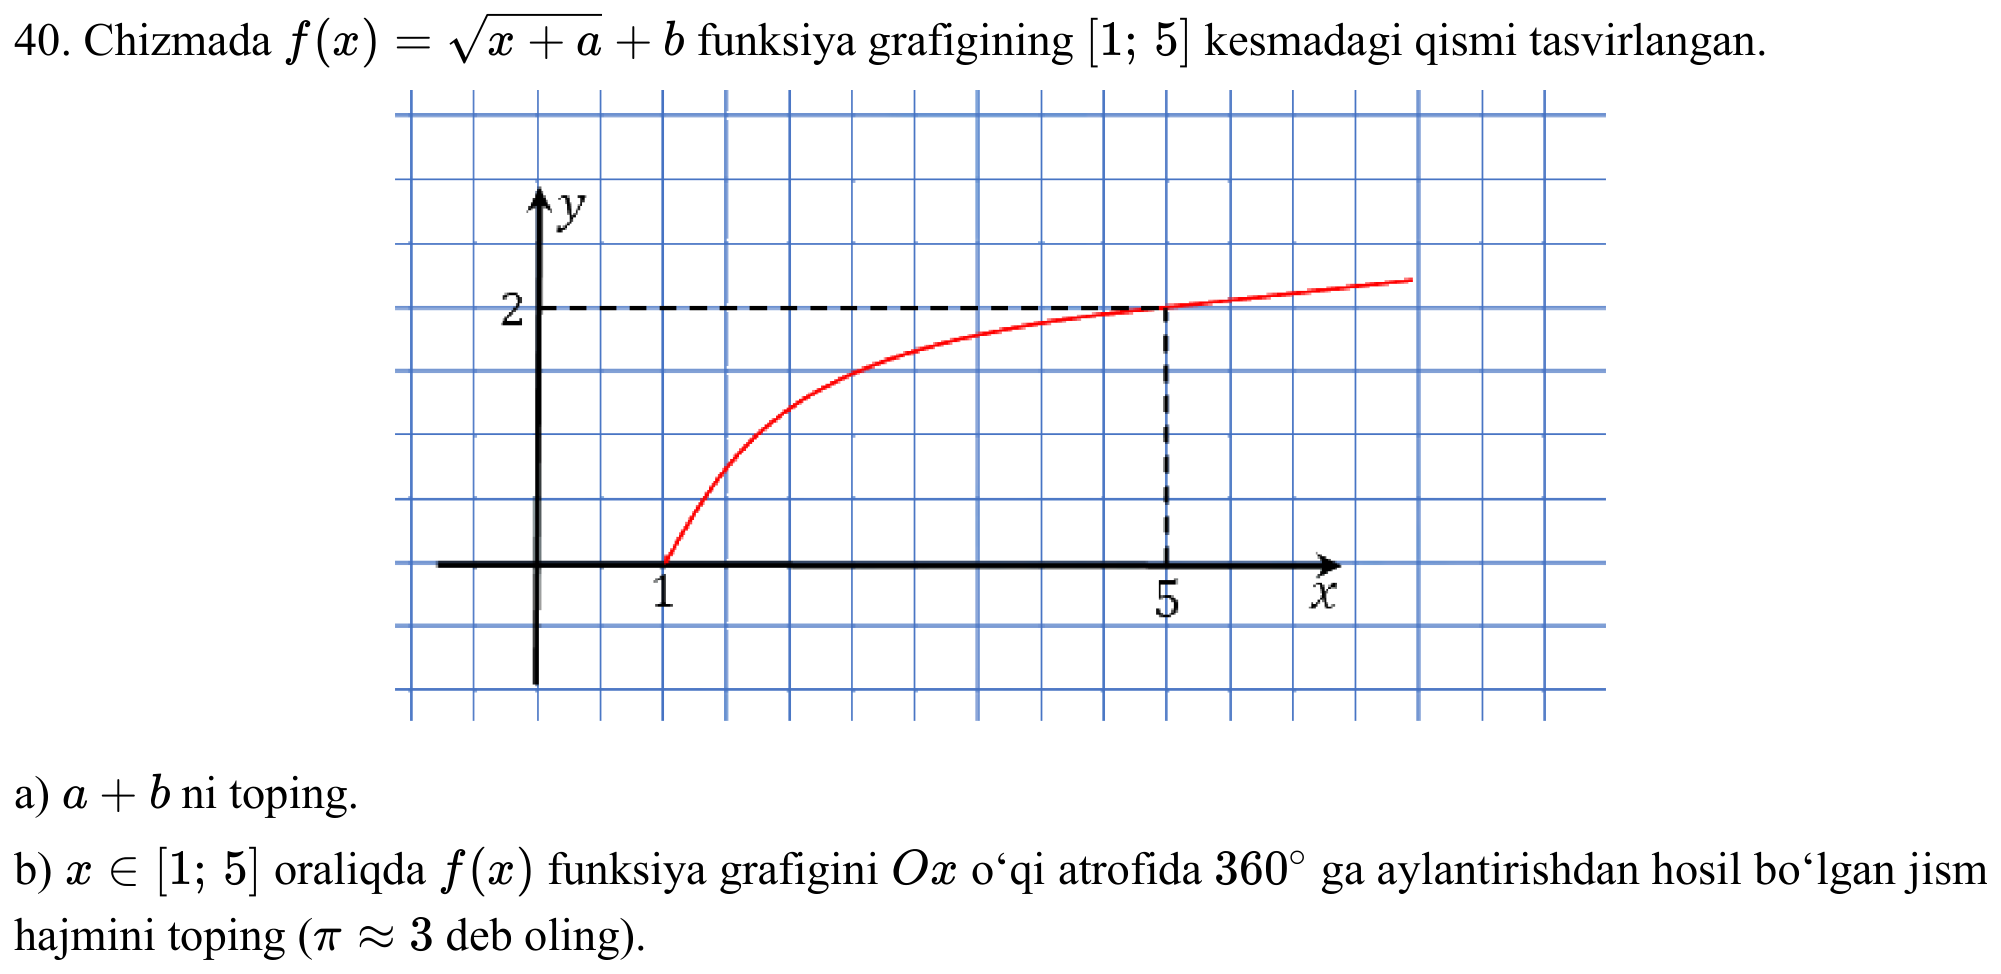 40. Chizmada f(x) = √(x + a) + b funksiya grafigining [1; 5] kesmadagi qismi tasvirlangan.
y
2
1
5
x
a) a + b ni toping.
b) x ∈ [1; 5] oraliqda f(x) funksiya grafigini Ox o‘qi atrofida 360° ga aylantirishdan hosil bo‘lgan jism
hajmini toping (π ≈ 3 deb oling).